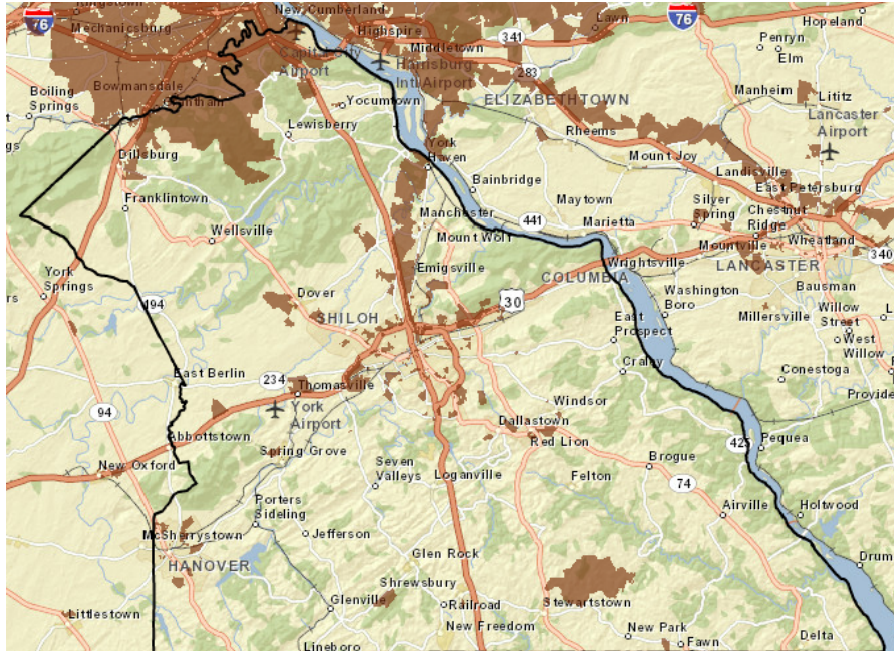 New Cumberland
76
Mechanicsburg
Highspire
341
Lawn
76
Hopeland
Capital City
Airport
Middletown
Harrisburg
Intl Airport
283
Penryn
Elm
Boiling
Springs
Bowmansdale
Grantham
Yocumtown
ELIZABETHTOWN
Manheim
Lititz
Lewisberry
Rheems
Lancaster
Airport
Dillsburg
York
Haven
Mount Joy
Landisville
Bainbridge
East Petersburg
Franklintown
Maytown
Silver
Spring
Chestnut
Ridge
Manchester
441
Marietta
Wellsville
Mount Wolf
Mountville
Wheatland
Wrightsville
LANCASTER
340
York
Springs
Emigsville
COLUMBIA
Washington
Boro
Bausman
494
Dover
30
SHILOH
East
Prospect
Millersville
Willow
Street
West
Willow
East Berlin
234
Thomasville
Craley
Conestoga
94
York
Airport
Windsor
Provide
Abbottstown
Dallastown
Red Lion
425
Pequea
Spring Grove
New Oxford
Seven
Valleys
Loganville
Felton
Brogue
74
Porters
Sideling
Airville
Holtwood
McSherrystown
Jefferson
HANOVER
Glen Rock
Drum
Shrewsbury
Littlestown
Glenville
Railroad
Stewartstown
New Freedom
New Park
Delta
Lineboro
Fawn